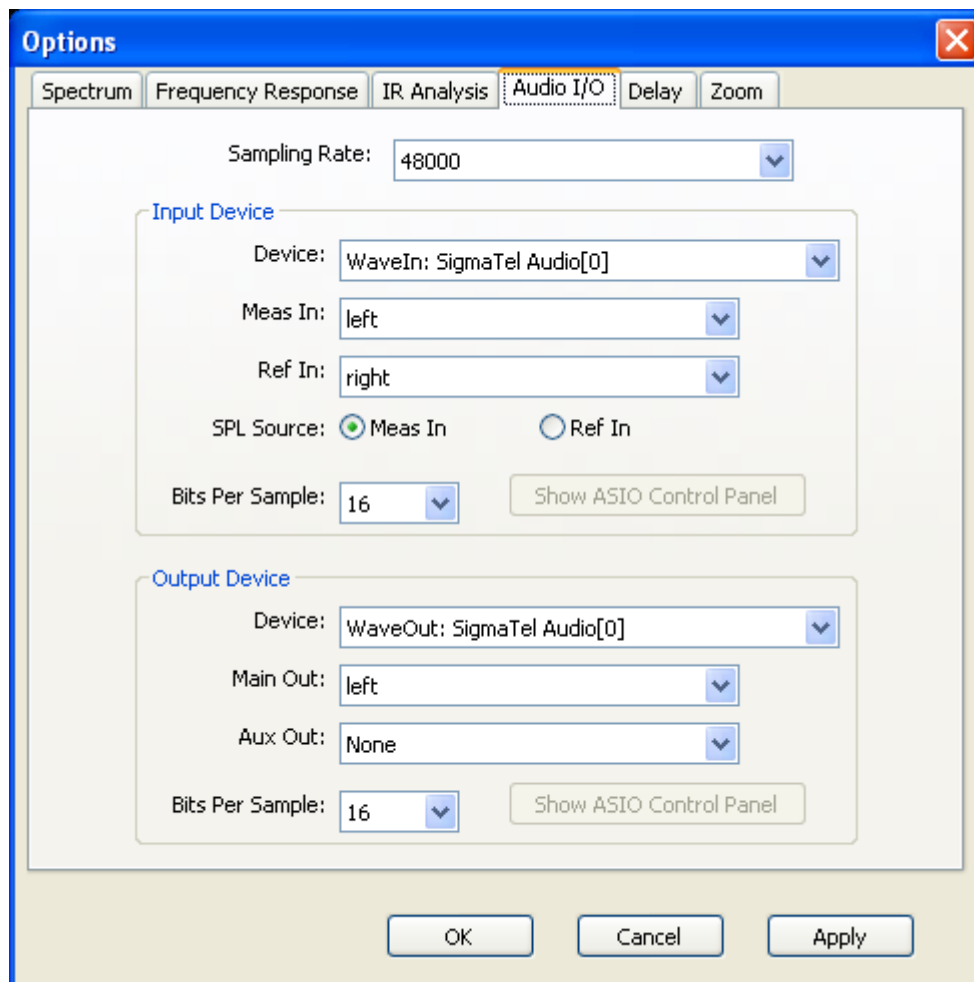 Options
Spectrum Frequency Response IR Analysis Audio I/O Delay Zoom
Sampling Rate: 48000
Input Device
Device: WaveIn: SigmaTel Audio[0]
Meas In: left
Ref In: right
SPL Source: Meas In Ref In
Bits Per Sample: 16 Show ASIO Control Panel
Output Device
Device: WaveOut: SigmaTel Audio[0]
Main Out: left
Aux Out: None
Bits Per Sample: 16 Show ASIO Control Panel
OK Cancel Apply